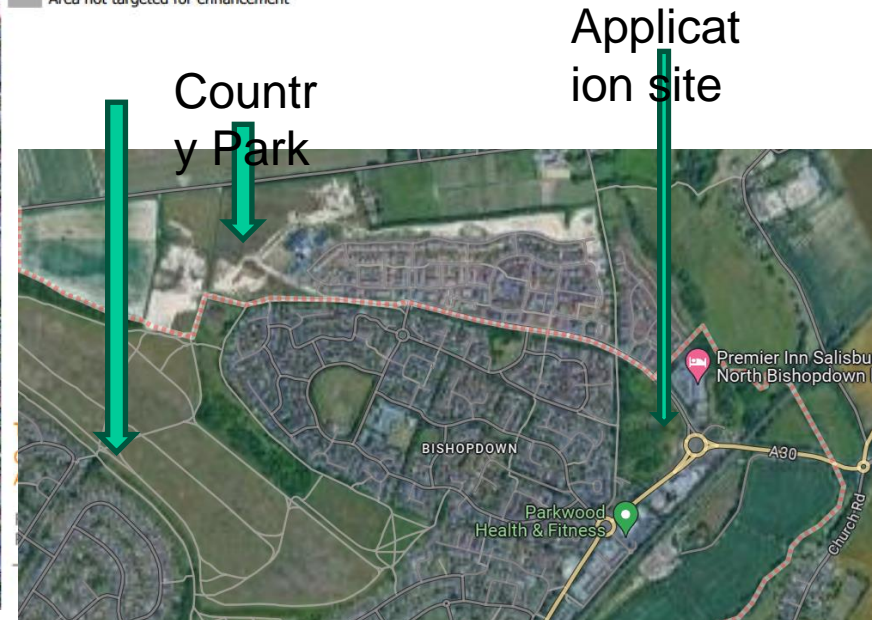 Area not targeted for enhancement
Applicat
ion site
Countr
y Park
Premier Inn Salisbu
North Bishopdown
BISHOPDOWN
A30
Parkwood
Health & Fitness
Church Rd